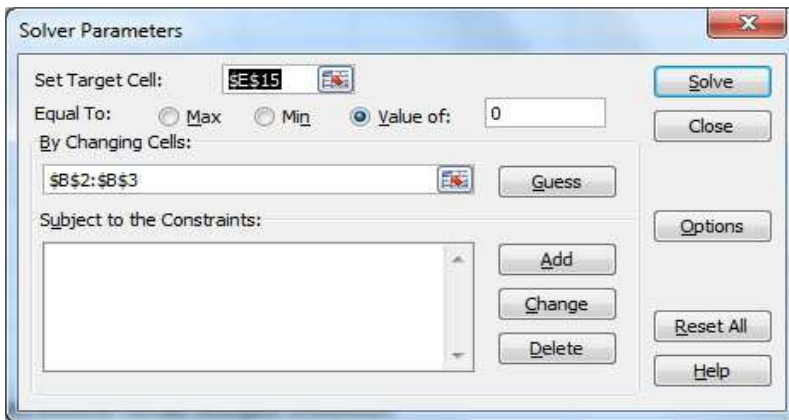 Solver Parameters
Set Target Cell: $E$15 Solve
Equal To: Max Min Value of: 0 Close
By Changing Cells:
$B$2:$B$3 Guess
Subject to the Constraints: Options
Add
Change
Reset All
Delete
Help